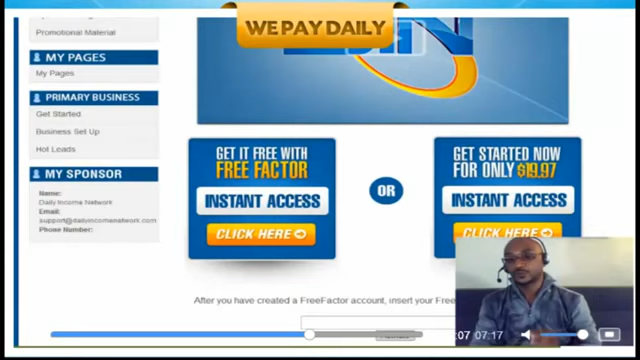 WE PAY DAILY
Promotional Material
MY PAGES
My Pages
PRIMARY BUSINESS
Get Started
Business Set Up
Hot Leads
MY SPONSOR
Name:
Daily Income Network
Email:
support@dailyincomenetwork.com
Phone Number:
GET IT FREE WITH
FREE FACTOR
INSTANT ACCESS
CLICK HERE
OR
GET STARTED NOW
FOR ONLY $19.97
INSTANT ACCESS
CLICK HERE
After you have created a FreeFactor account, insert your Free
:07 07:17